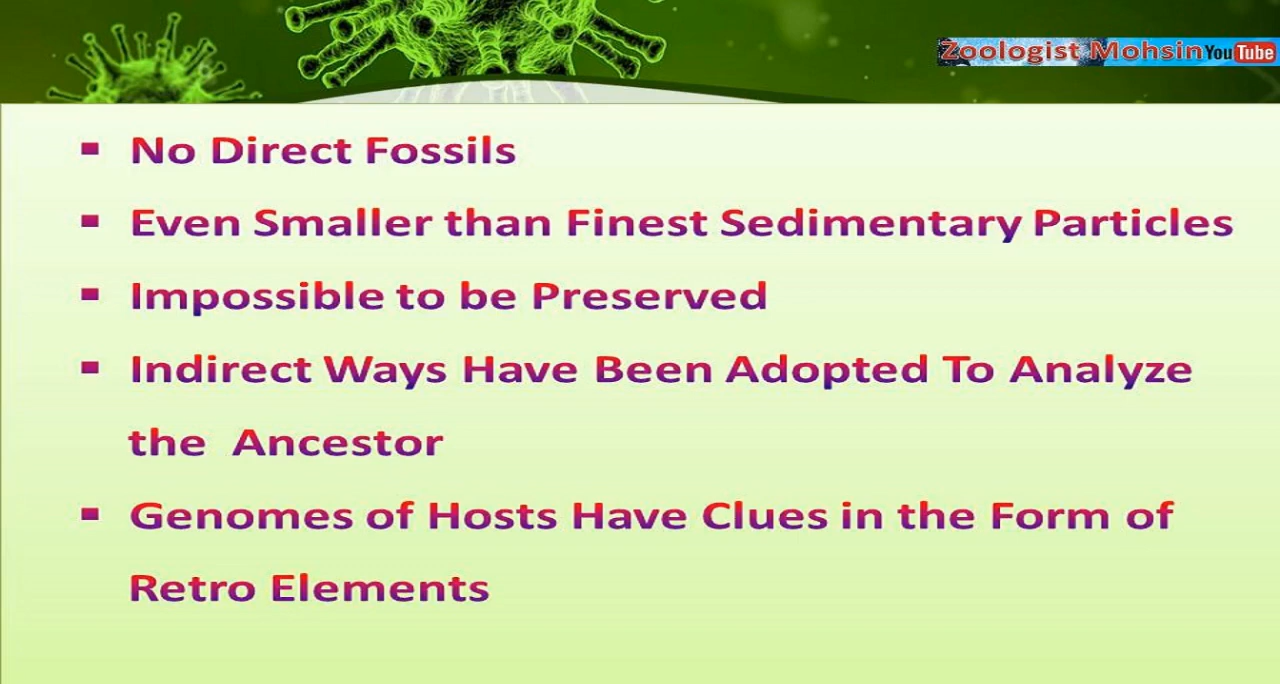 Zoologist Mohsin YouTube
▪ No Direct Fossils
▪ Even Smaller than Finest Sedimentary Particles
▪ Impossible to be Preserved
▪ Indirect Ways Have Been Adopted To Analyze
the Ancestor
▪ Genomes of Hosts Have Clues in the Form of
Retro Elements